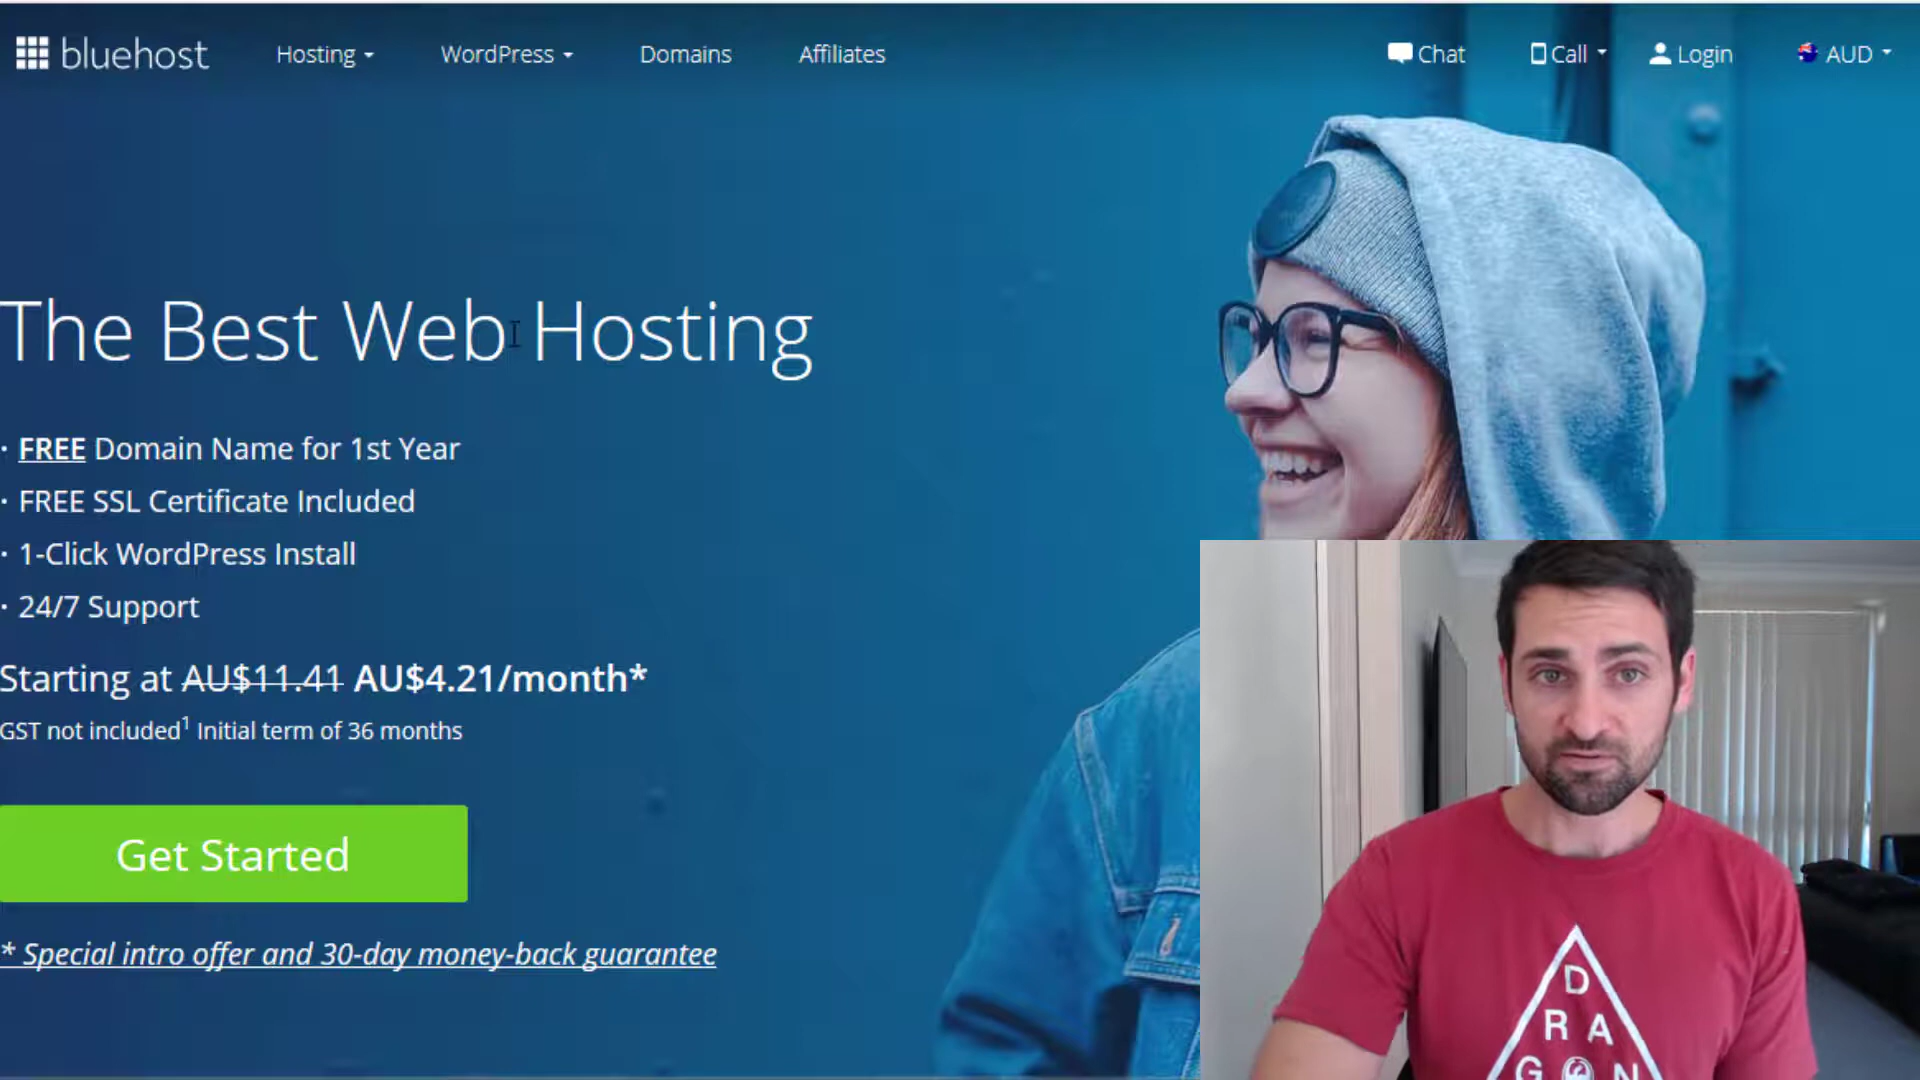 bluehost Hosting WordPress Domains Affiliates Chat Call Login AUD
The Best Web Hosting
· FREE Domain Name for 1st Year
· FREE SSL Certificate Included
· 1-Click WordPress Install
· 24/7 Support
Starting at AU$11.41 AU$4.21/month*
GST not included¹ Initial term of 36 months
Get Started
* Special intro offer and 30-day money-back guarantee
D
R A
G O N